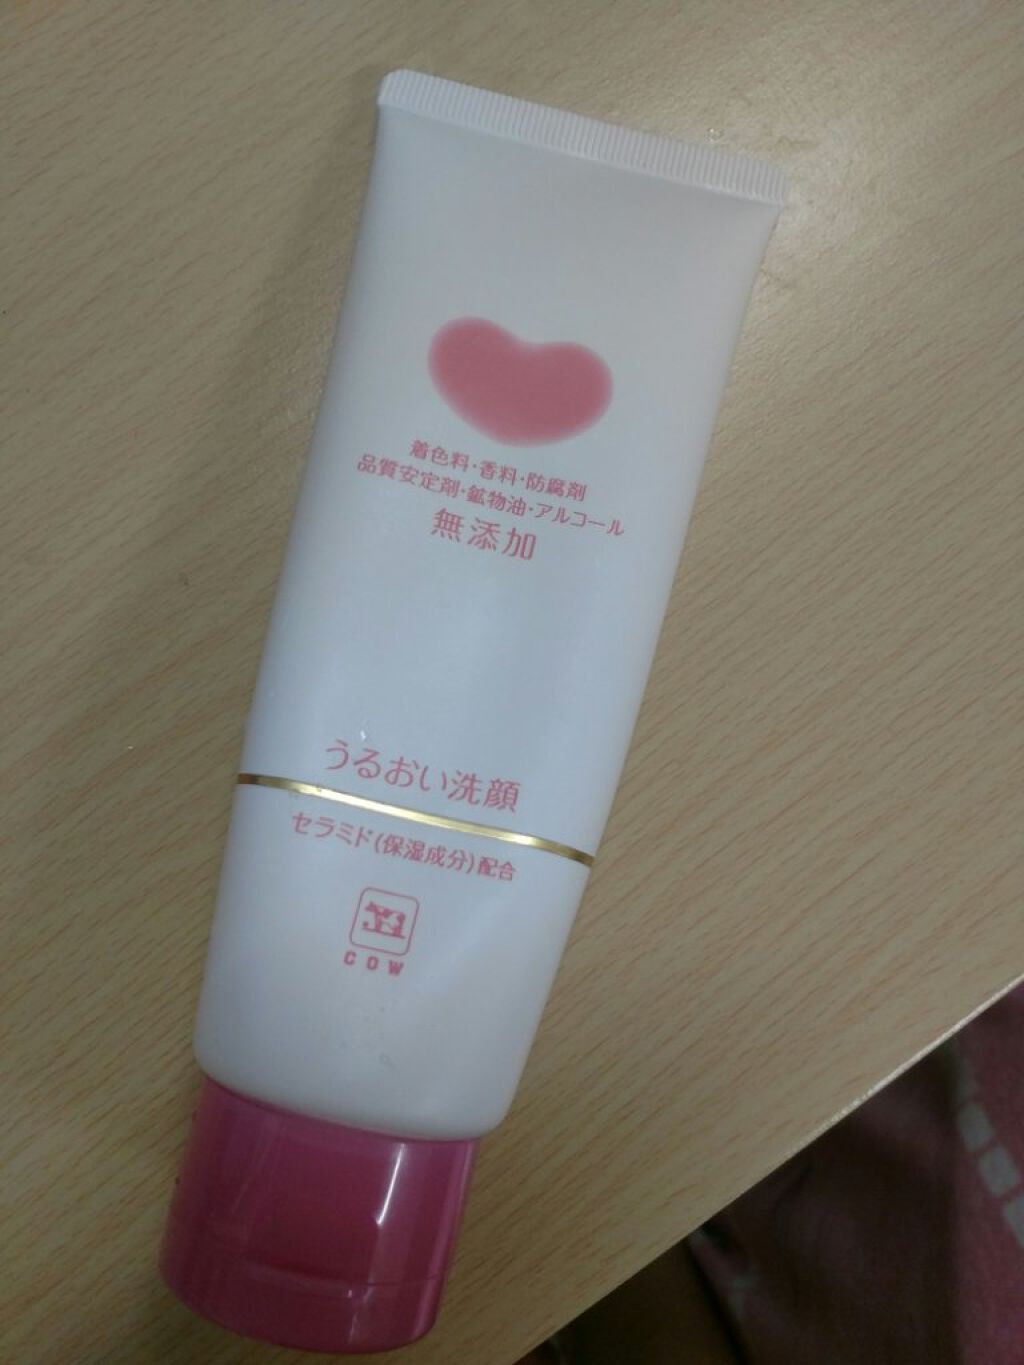 着色料・香料・防腐剤
品質安定剤・鉱物油・アルコール
無添加
うるおい洗顔
セラミド(保湿成分)配合
COW